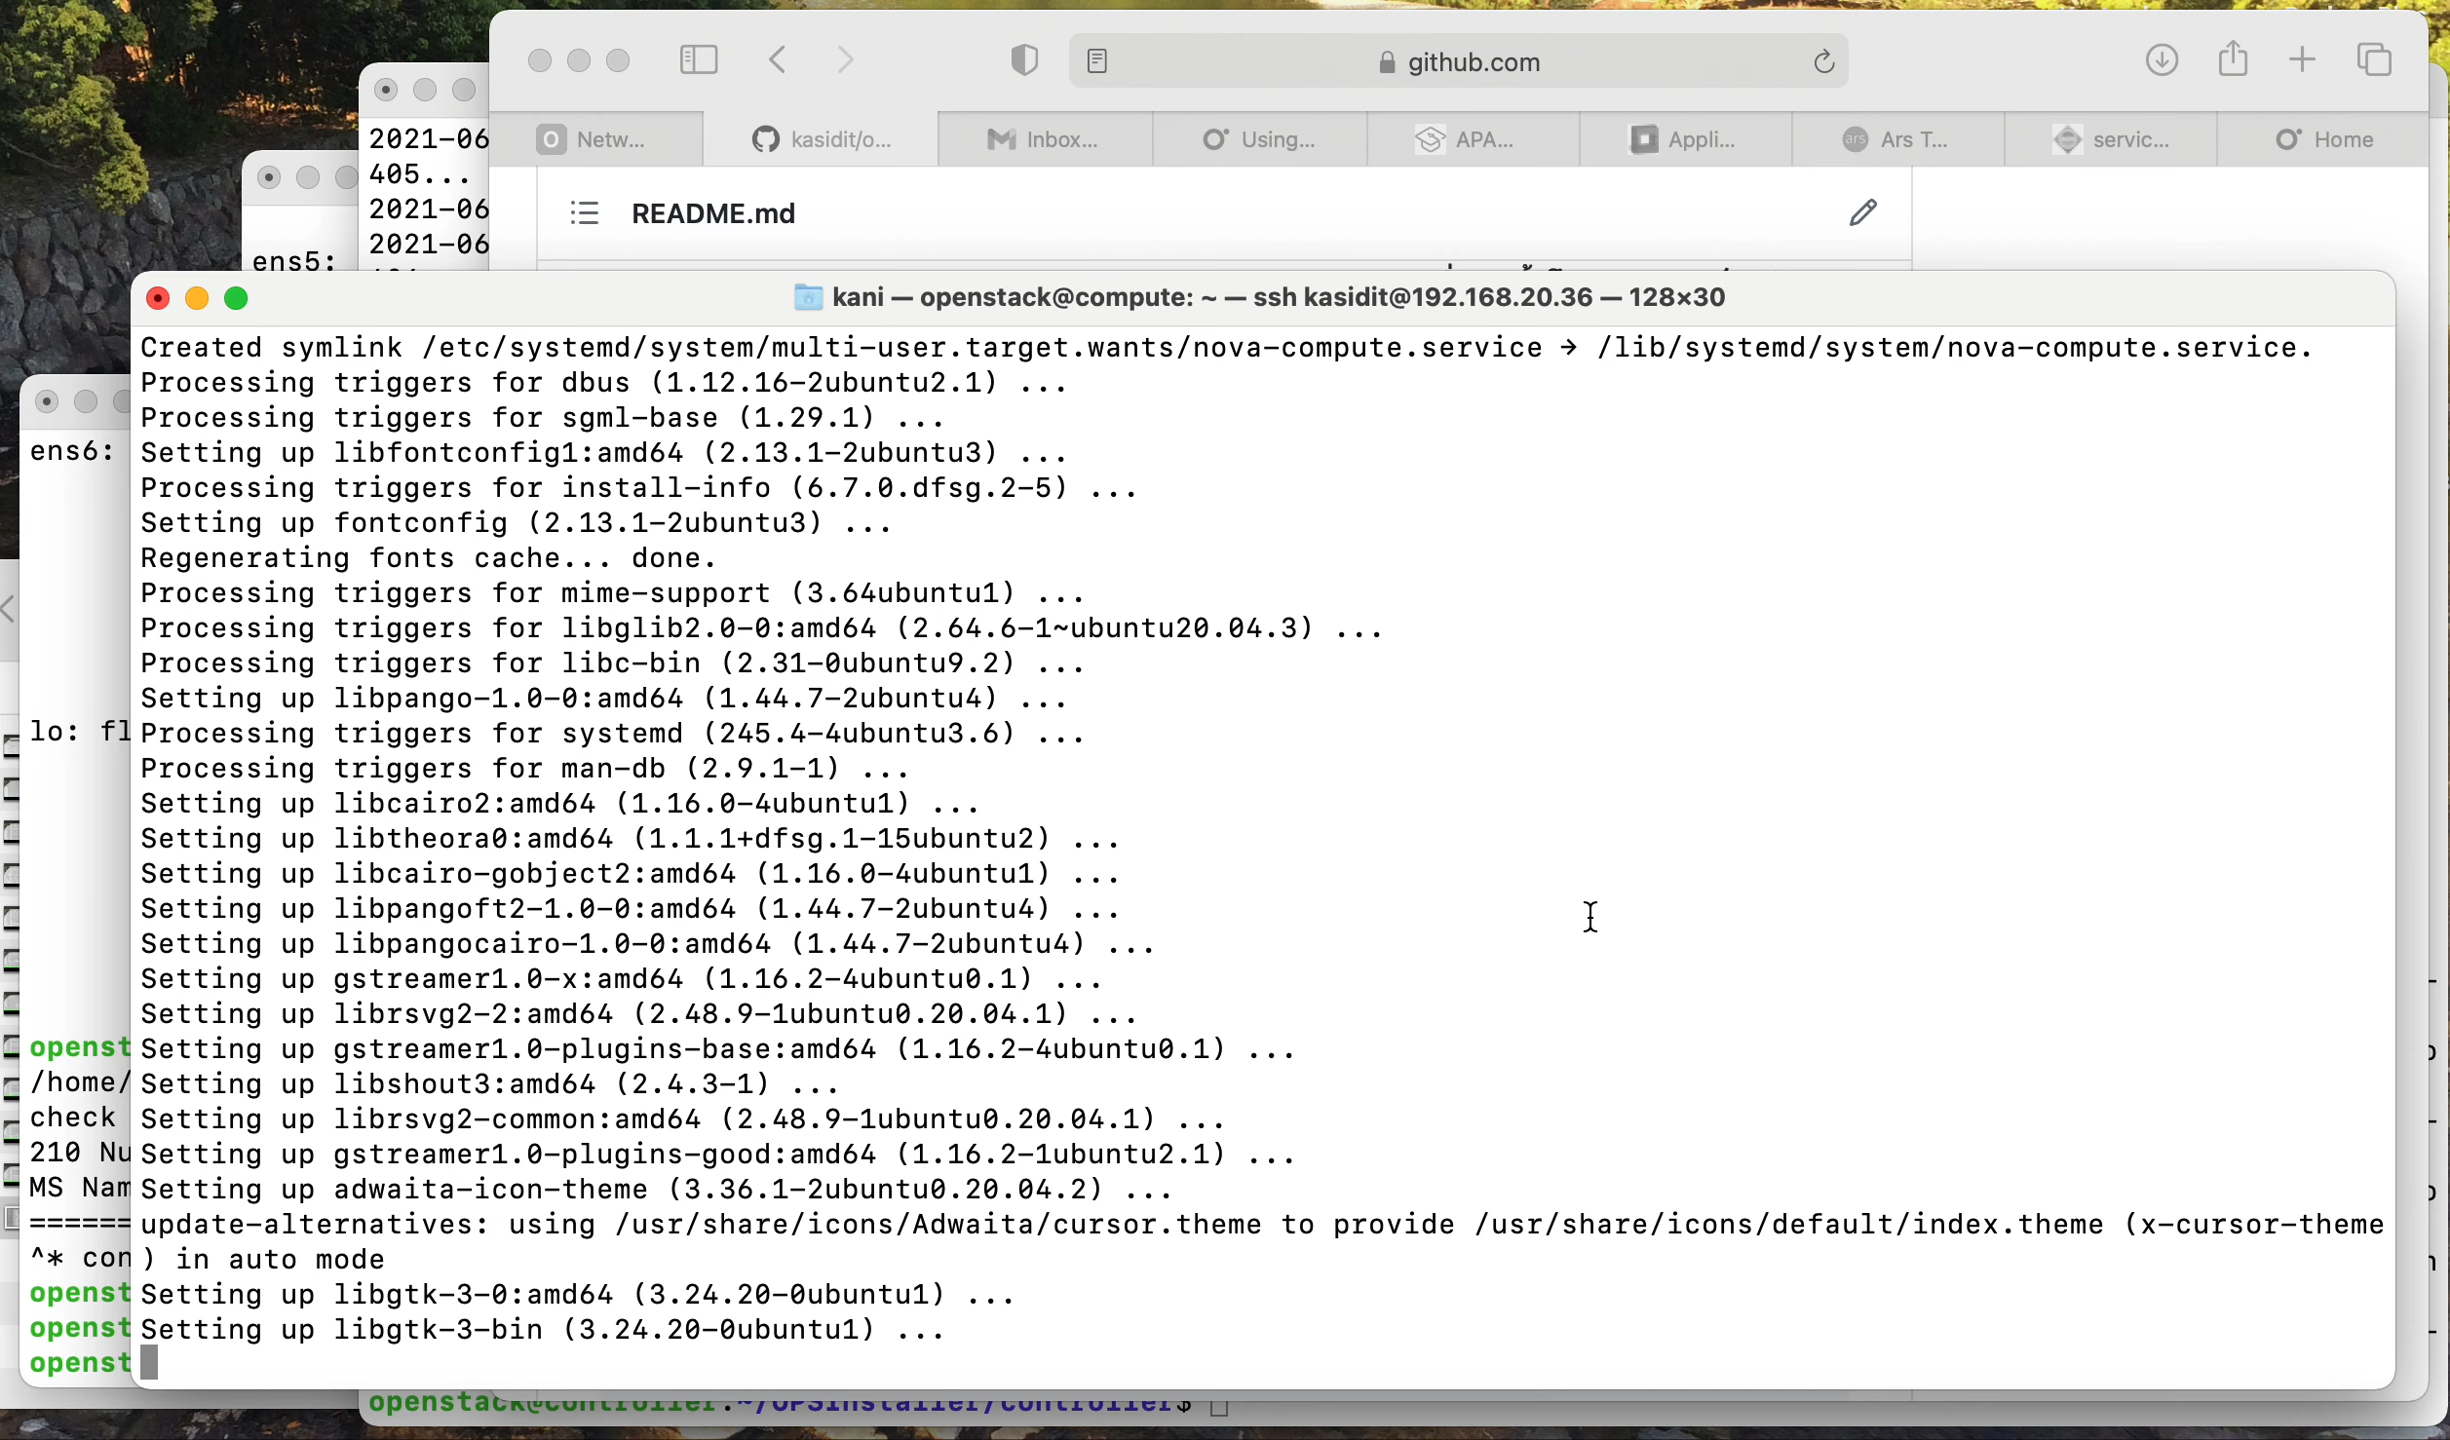 github.com
Netw...
kasidit/o...
Inbox...
Using...
APA...
Appli...
Ars T...
servic...
Home
2021-06
405...
2021-06
2021-06
README.md
ens5:
kani — openstack@compute: ~ — ssh kasidit@192.168.20.36 — 128×30
Created symlink /etc/systemd/system/multi-user.target.wants/nova-compute.service → /lib/systemd/system/nova-compute.service.
Processing triggers for dbus (1.12.16-2ubuntu2.1) ...
Processing triggers for sgml-base (1.29.1) ...
Setting up libfontconfig1:amd64 (2.13.1-2ubuntu3) ...
Processing triggers for install-info (6.7.0.dfsg.2-5) ...
Setting up fontconfig (2.13.1-2ubuntu3) ...
Regenerating fonts cache... done.
Processing triggers for mime-support (3.64ubuntu1) ...
Processing triggers for libglib2.0-0:amd64 (2.64.6-1~ubuntu20.04.3) ...
Processing triggers for libc-bin (2.31-0ubuntu9.2) ...
Setting up libpango-1.0-0:amd64 (1.44.7-2ubuntu4) ...
Processing triggers for systemd (245.4-4ubuntu3.6) ...
Processing triggers for man-db (2.9.1-1) ...
Setting up libcairo2:amd64 (1.16.0-4ubuntu1) ...
Setting up libtheora0:amd64 (1.1.1+dfsg.1-15ubuntu2) ...
Setting up libcairo-gobject2:amd64 (1.16.0-4ubuntu1) ...
Setting up libpangoft2-1.0-0:amd64 (1.44.7-2ubuntu4) ...
Setting up libpangocairo-1.0-0:amd64 (1.44.7-2ubuntu4) ...
Setting up gstreamer1.0-x:amd64 (1.16.2-4ubuntu0.1) ...
Setting up librsvg2-2:amd64 (2.48.9-1ubuntu0.20.04.1) ...
Setting up gstreamer1.0-plugins-base:amd64 (1.16.2-4ubuntu0.1) ...
Setting up libshout3:amd64 (2.4.3-1) ...
Setting up librsvg2-common:amd64 (2.48.9-1ubuntu0.20.04.1) ...
Setting up gstreamer1.0-plugins-good:amd64 (1.16.2-1ubuntu2.1) ...
Setting up adwaita-icon-theme (3.36.1-2ubuntu0.20.04.2) ...
update-alternatives: using /usr/share/icons/Adwaita/cursor.theme to provide /usr/share/icons/default/index.theme (x-cursor-theme
) in auto mode
Setting up libgtk-3-0:amd64 (3.24.20-0ubuntu1) ...
Setting up libgtk-3-bin (3.24.20-0ubuntu1) ...
ens6:
lo: fl
openst
/home/
check
210 Nu
MS Nam
======
^* con
openst
openst
openst
openstack@controller:~/OPSInstaller/controller$